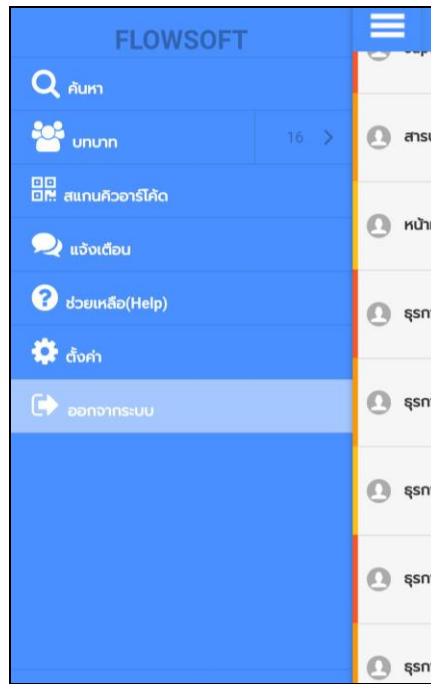 FLOWSOFT
ค้นหา
บทบาท 16
สแกนคิวอาร์โค้ด
แจ้งเตือน
ช่วยเหลือ(Help)
ตั้งค่า
ออกจากระบบ